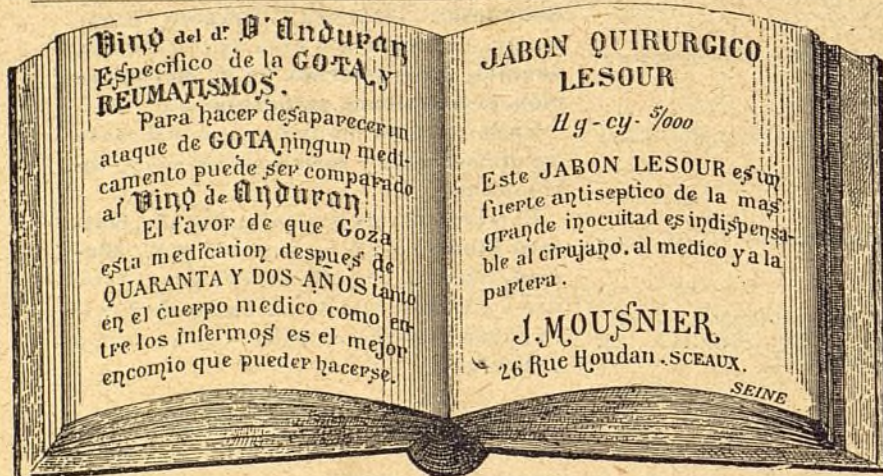 Vino del dr D'Anduran
Especifico de la GOTA y
REUMATISMOS.
Para hacer desaparecer un
ataque de GOTA ningun medi-
camento puede ser comparado
al Vino de Anduran
El favor de que Goza
esta medication despues de
QUARANTA Y DOS AÑOS tanto
en el cuerpo medico como en-
tre los infermos es el mejor
encomio que pueder hacerse.
JABON QUIRURGICO
LESOUR
Hg-cy- 5/000
Este JABON LESOUR es un
fuerte antiseptico de la mas
grande inocuitad es indispensa-
ble al cirujano, al medico y a la
partera.
J. MOUSNIER
26 Rue Houdan. SCEAUX.
SEINE